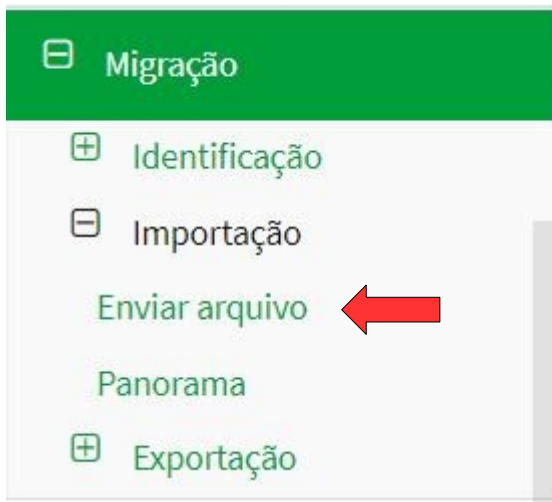 Migração
Identificação
Importação
Enviar arquivo
Panorama
Exportação